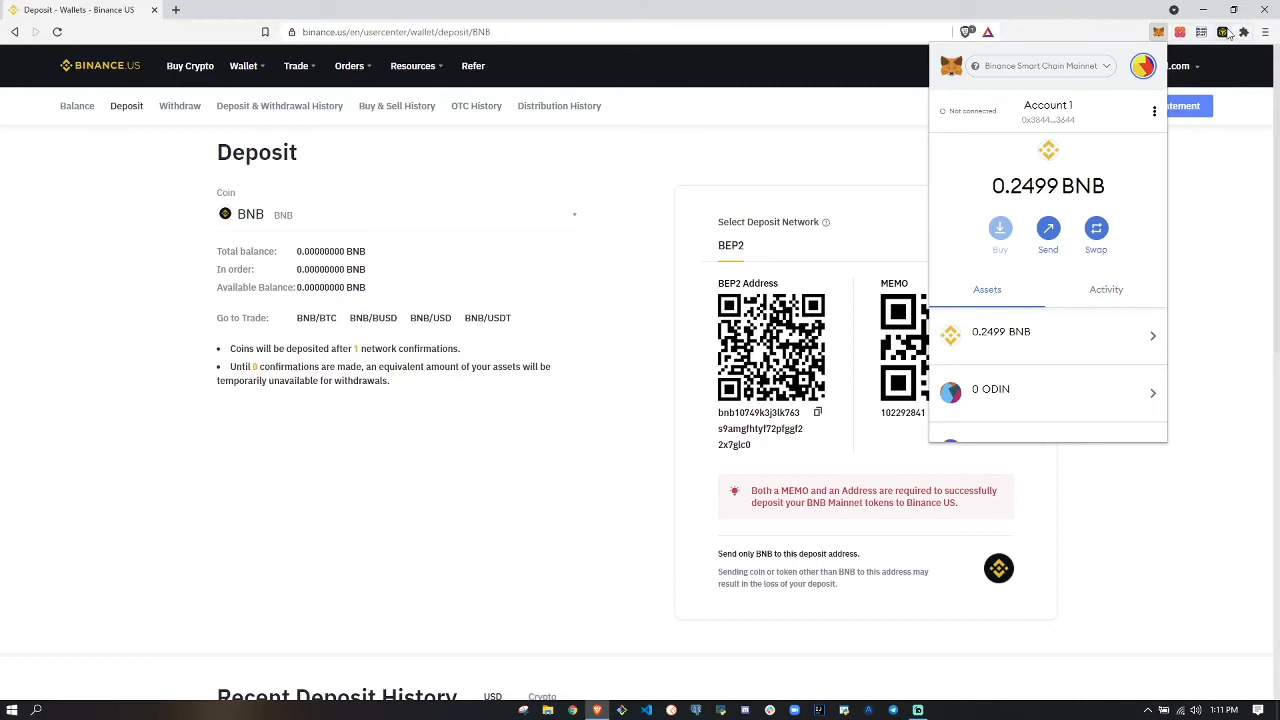 Deposit - Wallets - Binance US
binance.us/en/usercenter/wallet/deposit/BNB
BINANCE.US
Buy Crypto
Wallet
Trade
Orders
Resources
Refer
.com
Balance
Deposit
Withdraw
Deposit & Withdrawal History
Buy & Sell History
OTC History
Distribution History
tement
Deposit
Coin
BNB BNB
Total balance: 0.00000000 BNB
In order: 0.00000000 BNB
Available Balance: 0.00000000 BNB
Go to Trade: BNB/BTC BNB/BUSD BNB/USD BNB/USDT
Coins will be deposited after 1 network confirmations.
Until 0 confirmations are made, an equivalent amount of your assets will be
temporarily unavailable for withdrawals.
Select Deposit Network
BEP2
BEP2 Address
MEMO
bnb10749k3j3lk763
s9amgfhtyf72pfggf2
2x7glc0
102292841
Both a MEMO and an Address are required to successfully
deposit your BNB Mainnet tokens to Binance US.
Send only BNB to this deposit address.
Sending coin or token other than BNB to this address may
result in the loss of your deposit.
Binance Smart Chain Mainnet
Not connected
Account 1
0x3844...3644
0.2499 BNB
Buy
Send
Swap
Assets
Activity
0.2499 BNB
0 ODIN
Recent Deposit History
USD
Crypto
1:11 PM